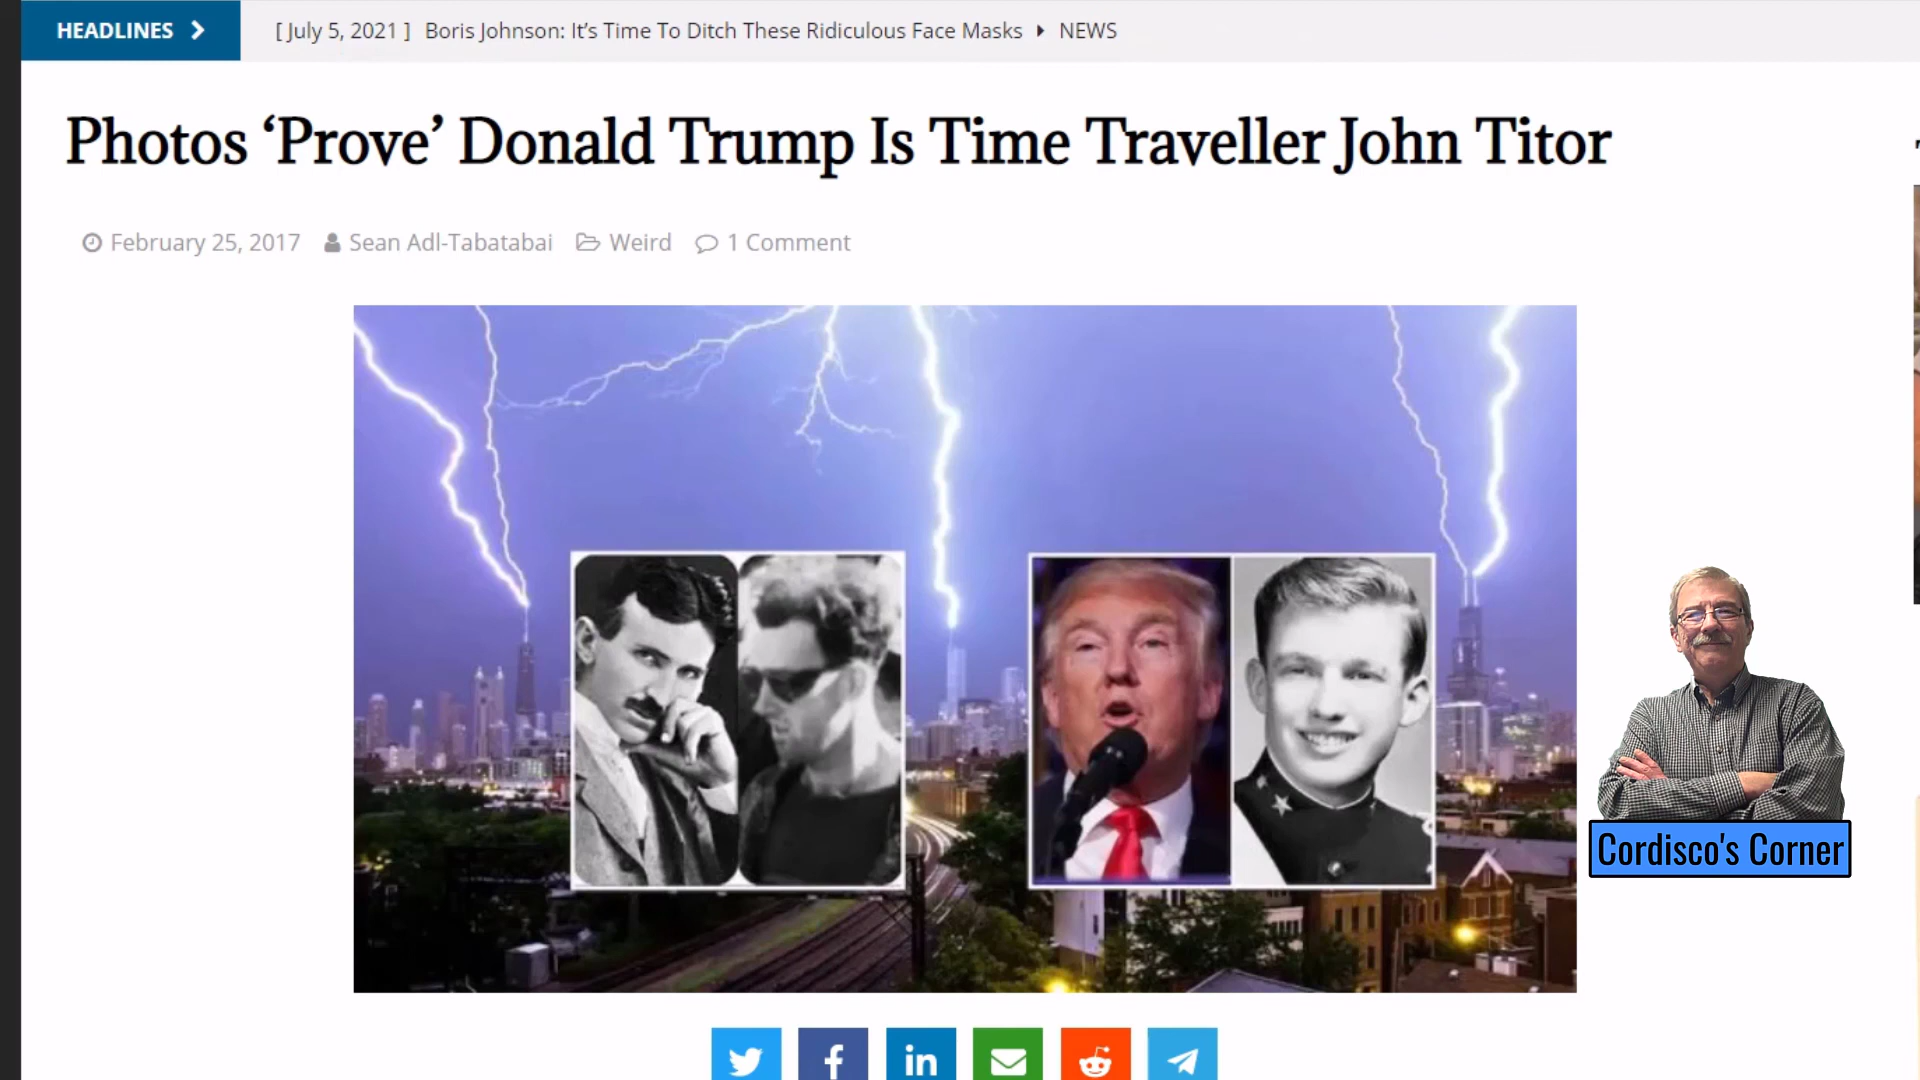 HEADLINES
[ July 5, 2021 ] Boris Johnson: It’s Time To Ditch These Ridiculous Face Masks NEWS
Photos ‘Prove’ Donald Trump Is Time Traveller John Titor
February 25, 2017 Sean Adl-Tabatabai Weird 1 Comment
Cordisco's Corner